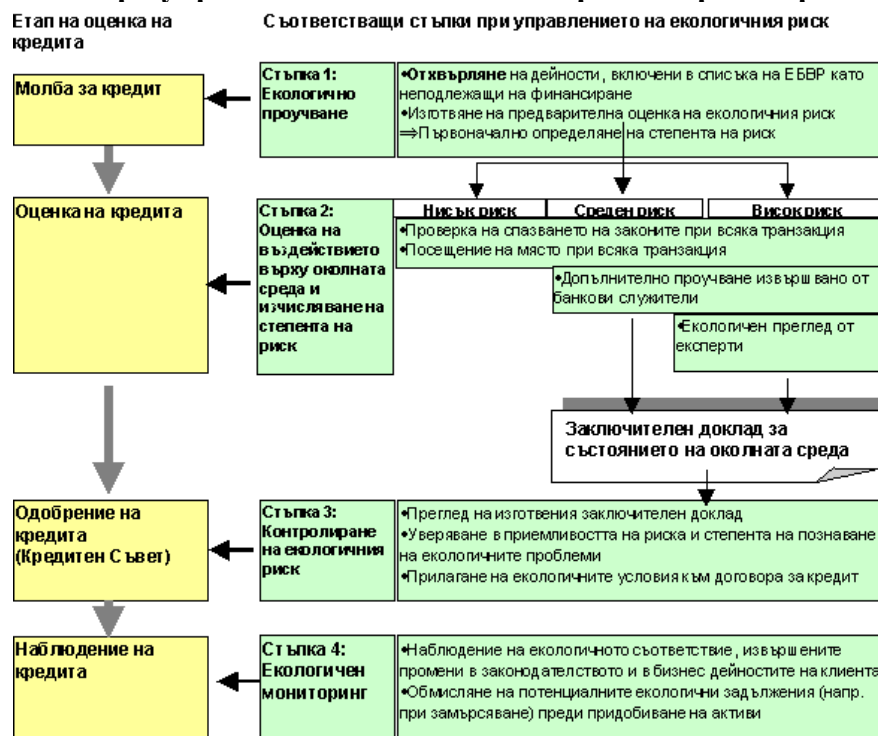 Етап на оценка на
кредита
Съответстващи стъпки при управлението на екологичния риск
Молба за кредит
Стъпка 1:
Екологично
проучване
•Отхвърляне на дейности, включени в списъка на ЕБВР като
неподлежащи на финансиране
•Изготвяне на предварителна оценка на екологичния риск
⇒Първоначално определяне на степента на риск
Оценка на кредита
Стъпка 2:
Оценка на
въздействието
върху околната
среда и
изчисляване на
степента на
риск
Нисък риск
Среден риск
Висок риск
•Проверка на спазването на законите при всяка транзакция
•Посещение на място при всяка транзакция
•Допълнително проучване извършвано от
банкови служители
•Екологичен преглед от
експерти
Заключителен доклад за
състоянието на околната среда
Одобрение на
кредита
(Кредитен Съвет)
Стъпка 3:
Контролиране
на екологичния
риск
•Преглед на изготвения заключителен доклад
•Уверяване в приемливостта на риска и степента на познаване
на екологичните проблеми
•Прилагане на екологичните условия към договора за кредит
Наблюдение на
кредита
Стъпка 4:
Екологичен
мониторинг
•Наблюдение на екологичното съответствие, извършените
промени в законодателството и в бизнес дейностите на клиента
•Обмисляне на потенциалните екологични задължения (напр.
при замърсяване) преди придобиване на активи